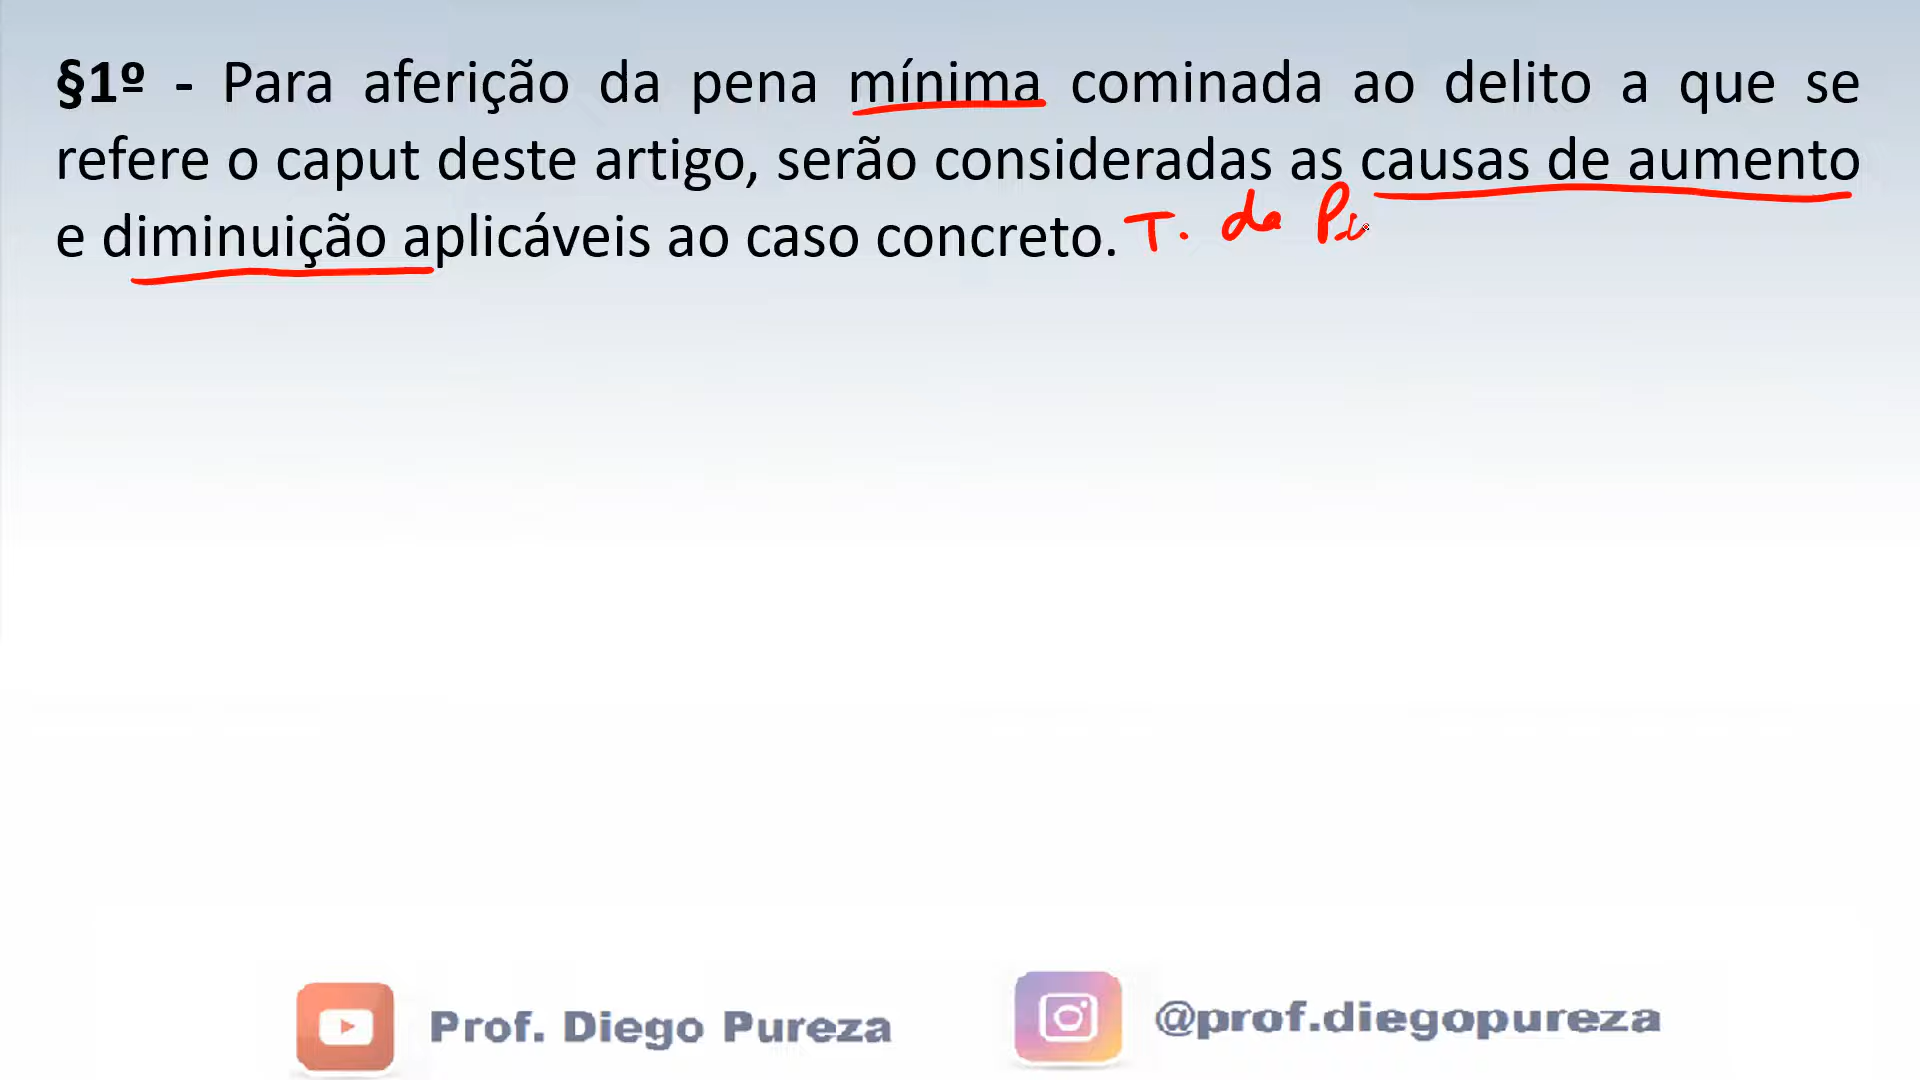 §1º - Para aferição da pena mínima cominada ao delito a que se
refere o caput deste artigo, serão consideradas as causas de aumento
e diminuição aplicáveis ao caso concreto. T. da
Prof. Diego Pureza
@prof.diegopureza